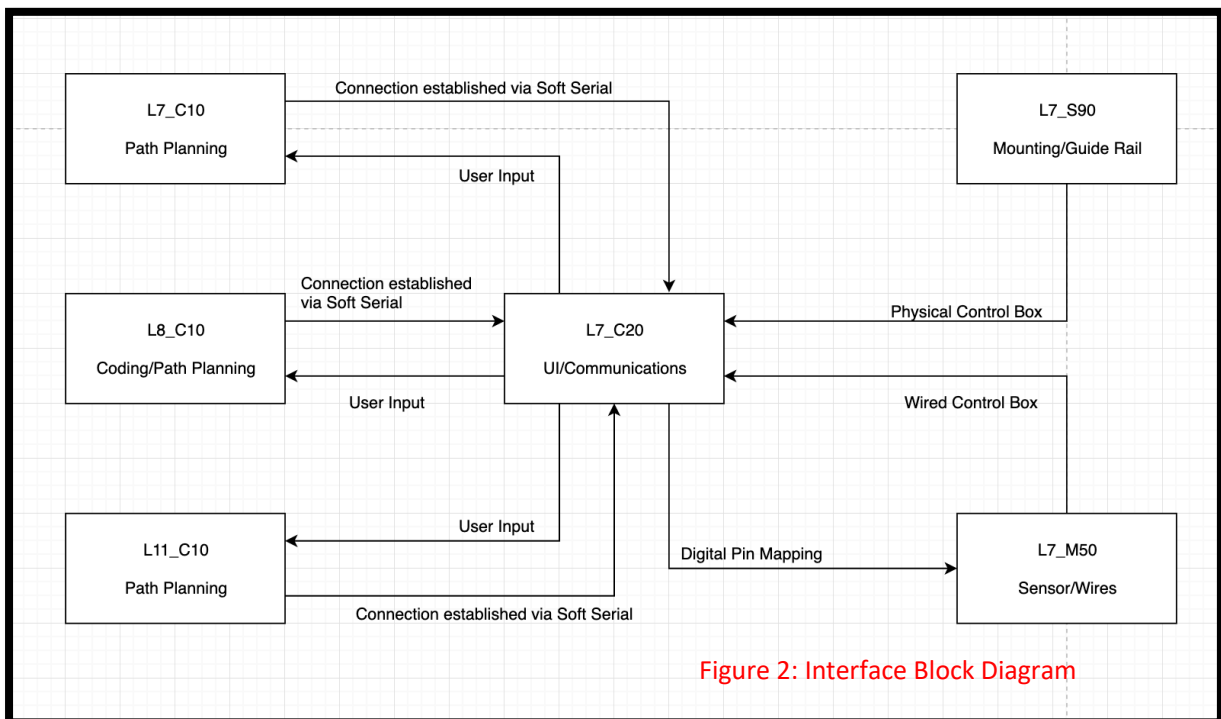 Connection established via Soft Serial
L7_C10
Path Planning
L7_S90
Mounting/Guide Rail
User Input
Connection established
via Soft Serial
L8_C10
Coding/Path Planning
L7_C20
UI/Communications
Physical Control Box
User Input
Wired Control Box
User Input
L11_C10
Path Planning
Digital Pin Mapping
L7_M50
Sensor/Wires
Connection established via Soft Serial
Figure 2: Interface Block Diagram